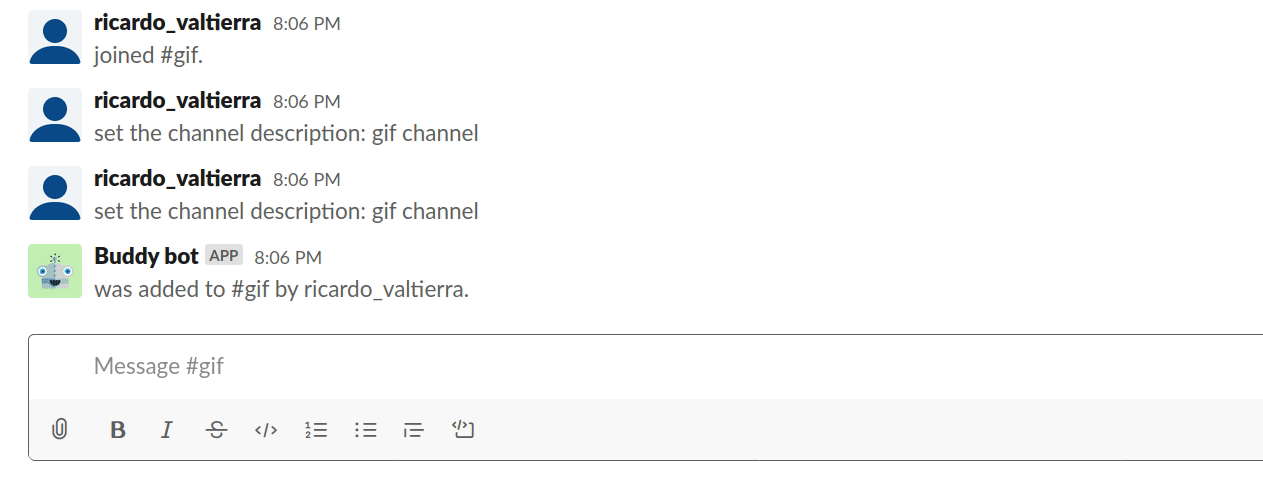 ricardo_valtierra 8:06 PM
joined #gif.
ricardo_valtierra 8:06 PM
set the channel description: gif channel
ricardo_valtierra 8:06 PM
set the channel description: gif channel
Buddy bot APP 8:06 PM
was added to #gif by ricardo_valtierra.
Message #gif